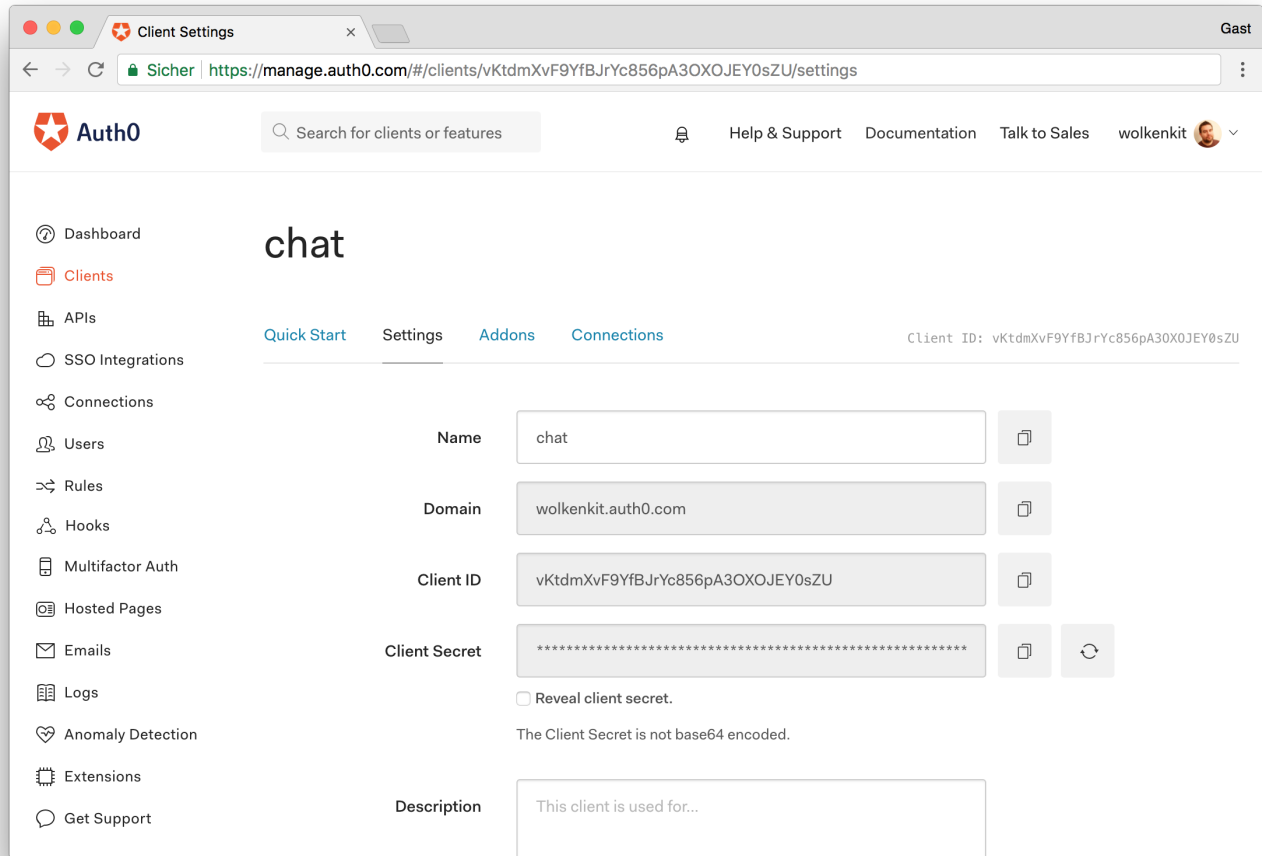 Client Settings
Gast
Sicher https://manage.auth0.com/#/clients/vKtdmXvF9YfBJrYc856pA3OXOJEY0sZU/settings
Auth0
Search for clients or features
Help & Support
Documentation
Talk to Sales
wolkenkit
Dashboard
Clients
APIs
SSO Integrations
Connections
Users
Rules
Hooks
Multifactor Auth
Hosted Pages
Emails
Logs
Anomaly Detection
Extensions
Get Support
chat
Quick Start
Settings
Addons
Connections
Client ID: vKtdmXvF9YfBJrYc856pA3OXOJEY0sZU
Name
chat
Domain
wolkenkit.auth0.com
Client ID
vKtdmXvF9YfBJrYc856pA3OXOJEY0sZU
Client Secret
************************************************************
Reveal client secret.
The Client Secret is not base64 encoded.
Description
This client is used for...